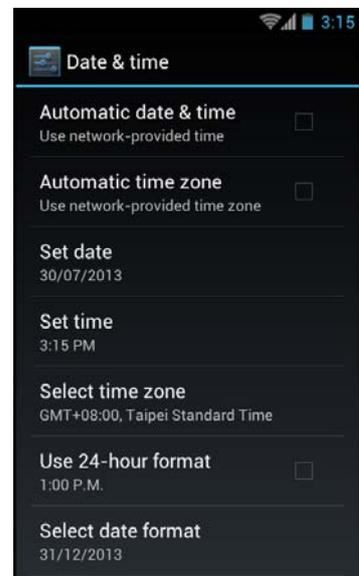 3:15
Date & time
Automatic date & time
Use network-provided time
Automatic time zone
Use network-provided time zone
Set date
30/07/2013
Set time
3:15 PM
Select time zone
GMT+08:00, Taipei Standard Time
Use 24-hour format
1:00 P.M.
Select date format
31/12/2013